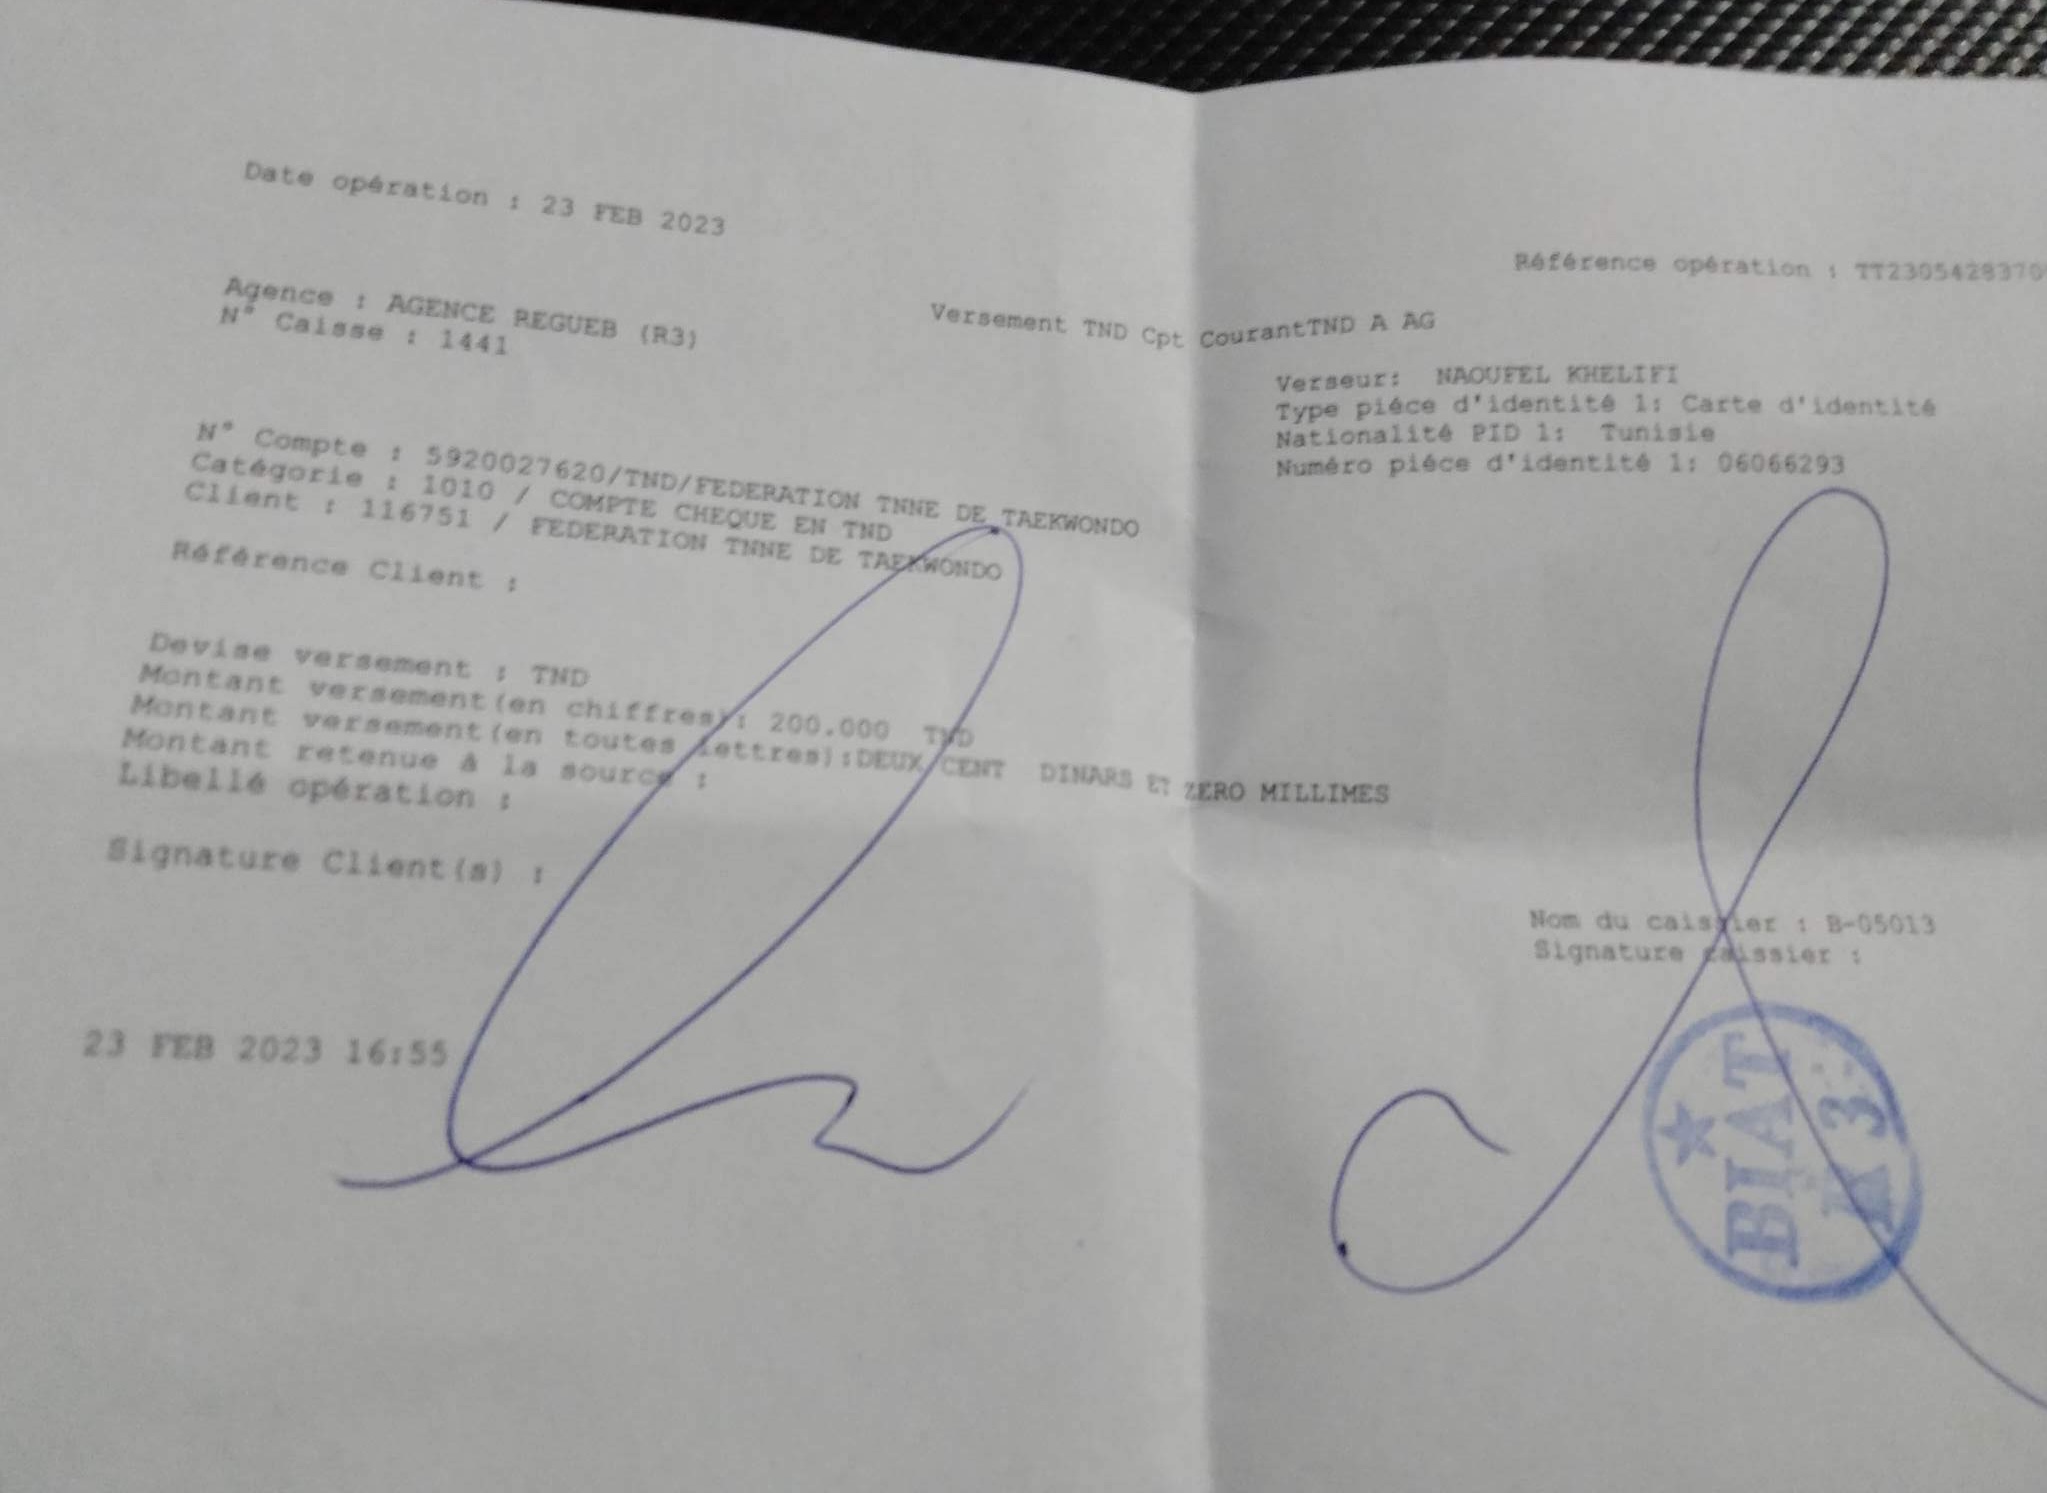 Date opération : 23 FEB 2023
Référence opération : TT2305428370
Agence : AGENCE REGUEB (R3)
N° Caisse : 1441
Versement TND Cpt CourantTND A AG
Verseur: NAOUFEL KHELIFI
Type piéce d'identité 1: Carte d'identité
Nationalité PID 1: Tunisie
Numéro piéce d'identité 1: 06066293
N° Compte : 5920027620/TND/FEDERATION TNNE DE TAEKWONDO
Catégorie : 1010 / COMPTE CHEQUE EN TND
Client : 116751 / FEDERATION TNNE DE TAEKWONDO
Référence Client :
Devise versement : TND
Montant versement(en chiffres): 200.000 TND
Montant versement(en toutes lettres):DEUX CENT DINARS ET ZERO MILLIMES
Montant retenue à la source :
Libellé opération :
Signature Client(s) :
Nom du caissier : B-05013
Signature caissier :
23 FEB 2023 16:55
BIAT
R3